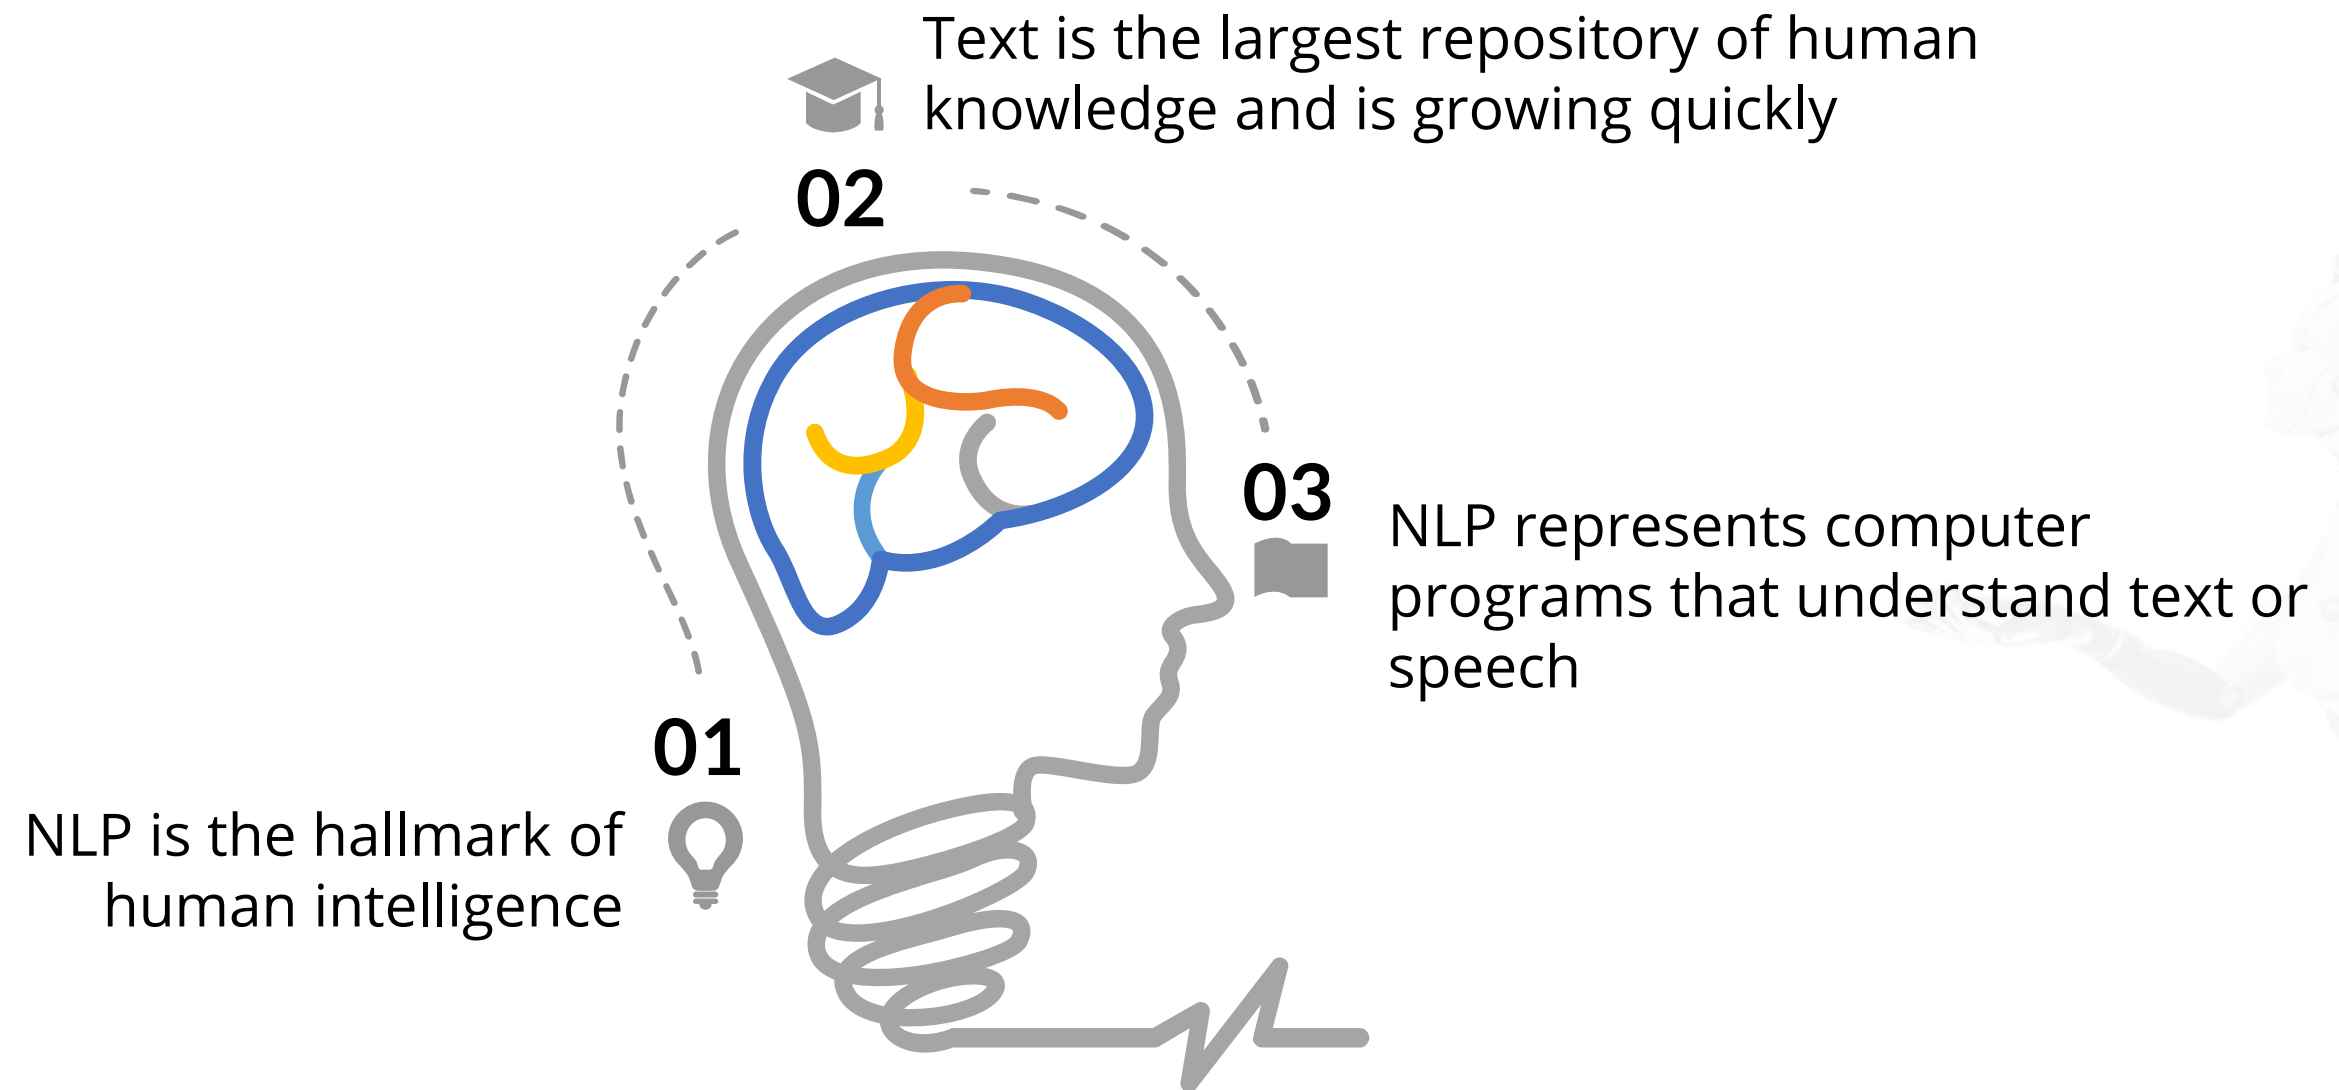 01
NLP is the hallmark of
human intelligence
02
Text is the largest repository of human
knowledge and is growing quickly
03
NLP represents computer
programs that understand text or
speech